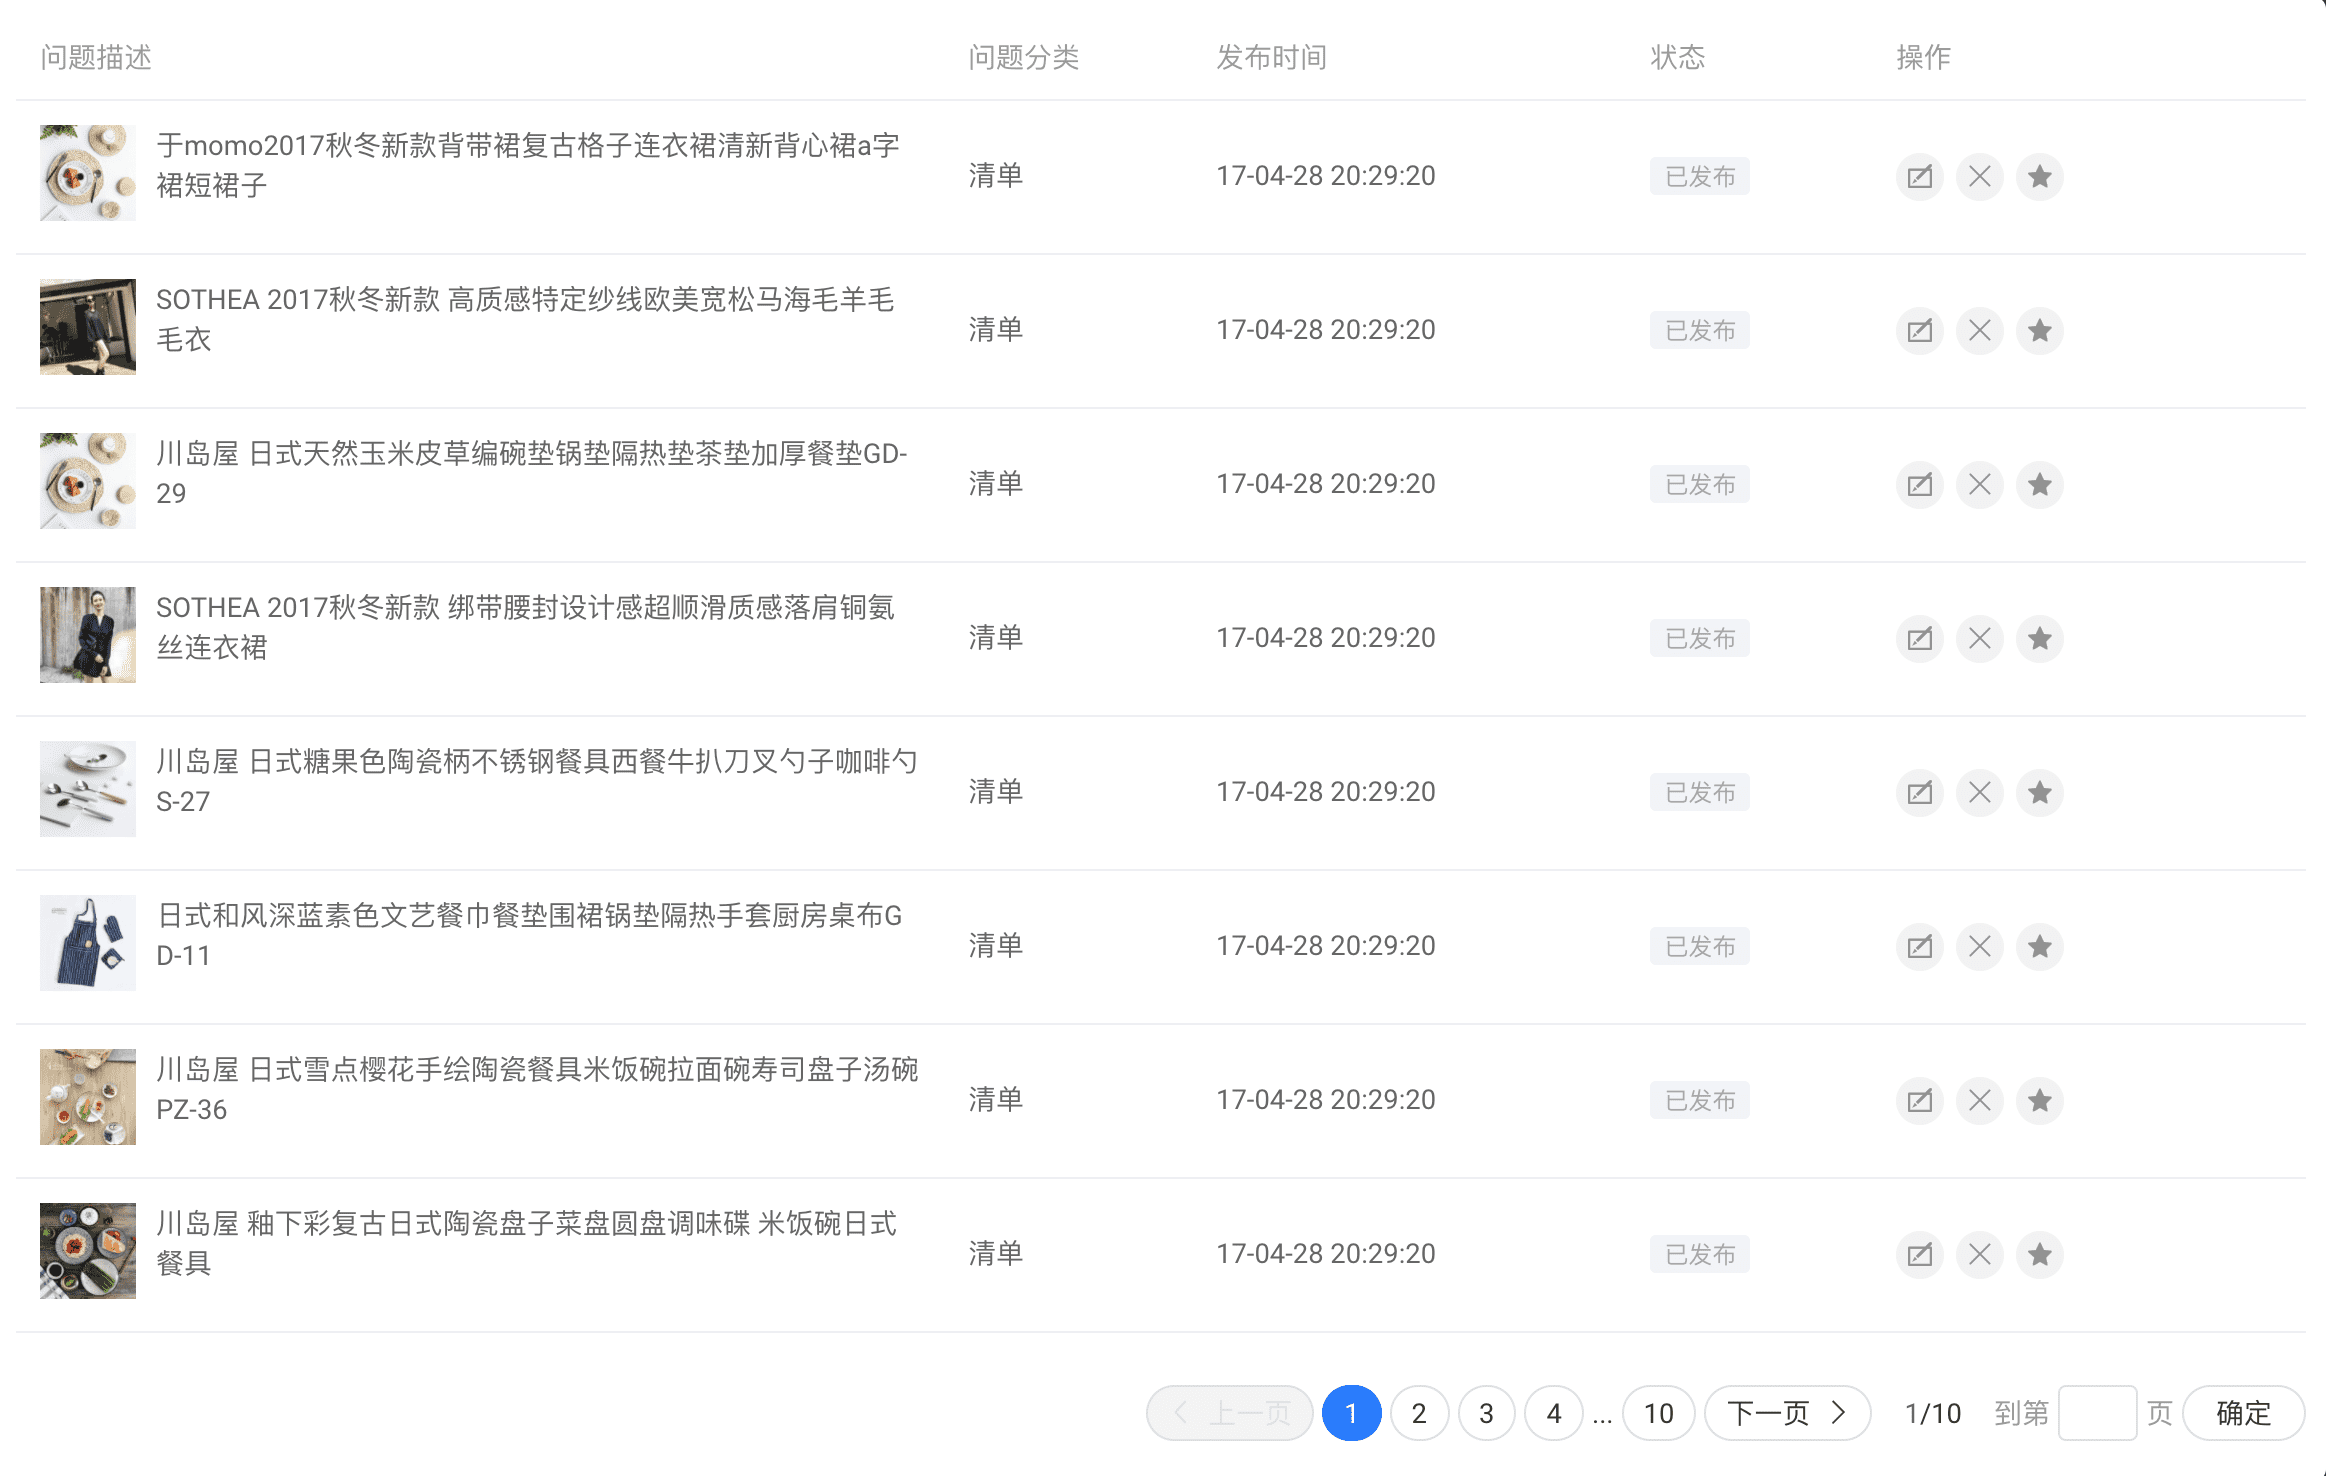 问题描述 问题分类 发布时间 状态 操作
于momo2017秋冬新款背带裙复古格子连衣裙清新背心裙a字
裙短裙子
清单 17-04-28 20:29:20 已发布
SOTHEA 2017秋冬新款 高质感特定纱线欧美宽松马海毛羊毛
毛衣
清单 17-04-28 20:29:20 已发布
川岛屋 日式天然玉米皮草编碗垫锅垫隔热垫茶垫加厚餐垫GD-
29
清单 17-04-28 20:29:20 已发布
SOTHEA 2017秋冬新款 绑带腰封设计感超顺滑质感落肩铜氨
丝连衣裙
清单 17-04-28 20:29:20 已发布
川岛屋 日式糖果色陶瓷柄不锈钢餐具西餐牛扒刀叉勺子咖啡勺
S-27
清单 17-04-28 20:29:20 已发布
日式和风深蓝素色文艺餐巾餐垫围裙锅垫隔热手套厨房桌布G
D-11
清单 17-04-28 20:29:20 已发布
川岛屋 日式雪点樱花手绘陶瓷餐具米饭碗拉面碗寿司盘子汤碗
PZ-36
清单 17-04-28 20:29:20 已发布
川岛屋 釉下彩复古日式陶瓷盘子菜盘圆盘调味碟 米饭碗日式
餐具
清单 17-04-28 20:29:20 已发布
上一页 1 2 3 4 ... 10 下一页 1/10 到第 页 确定